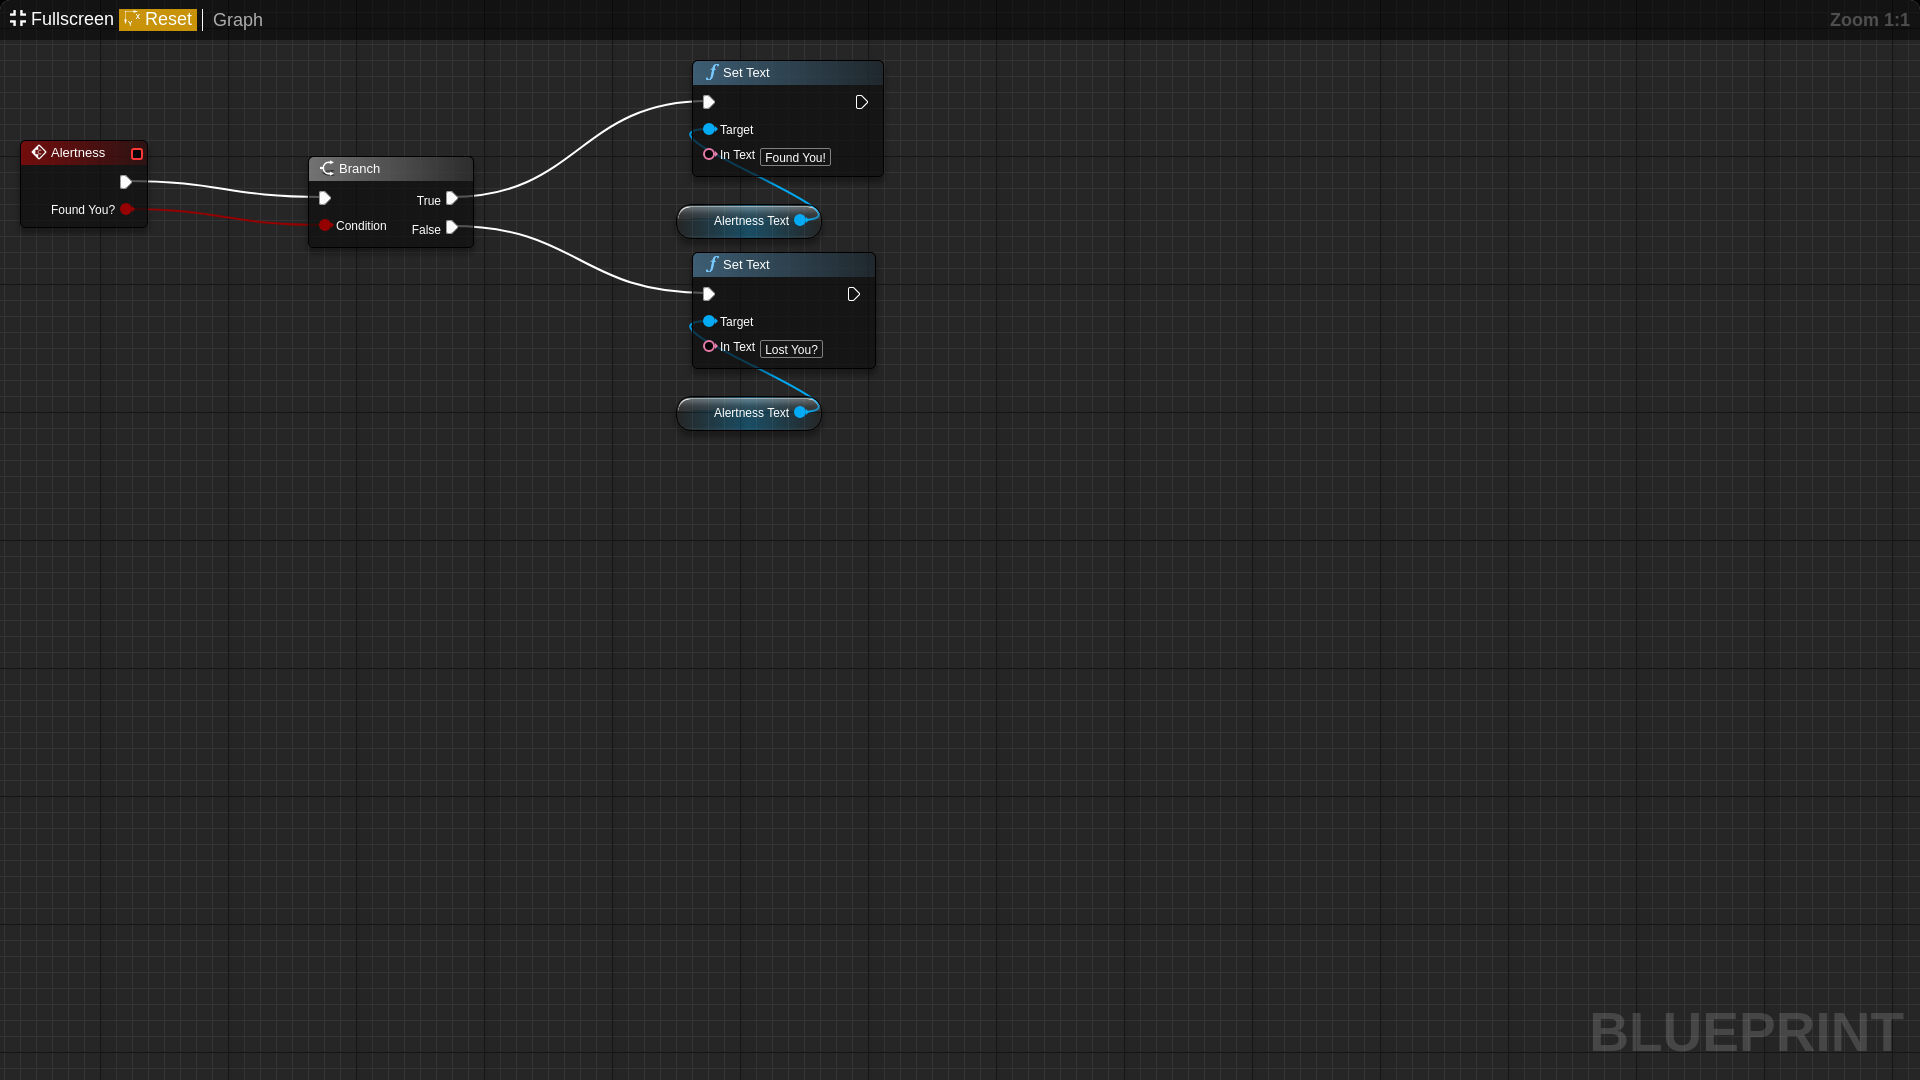 Fullscreen Reset Graph Zoom 1:1
Alertness
Found You?
Branch
True
Condition
False
Set Text
Target
In Text Found You!
Alertness Text
Set Text
Target
In Text Lost You?
Alertness Text
BLUEPRINT